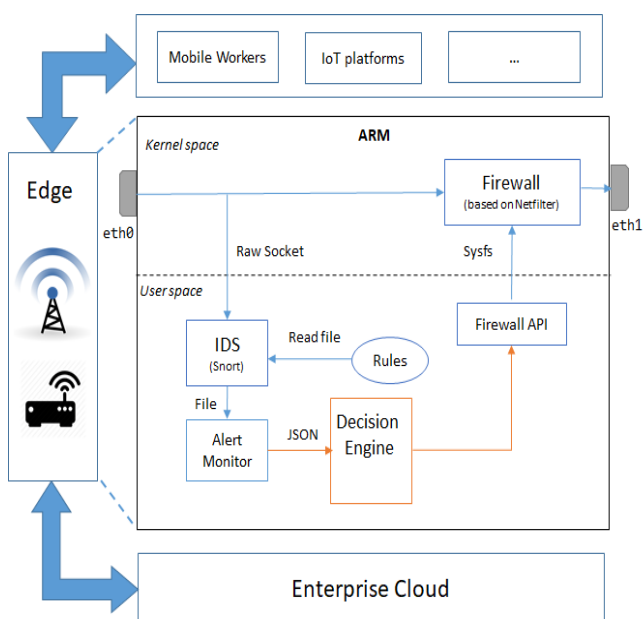 Mobile Workers
IoT platforms
...
ARM
Kernel space
Edge
Firewall
(based on Netfilter)
eth0
eth1
Raw Socket
Sysfs
User space
IDS
(Snort)
Read file
Rules
Firewall API
File
Alert
Monitor
JSON
Decision
Engine
Enterprise Cloud